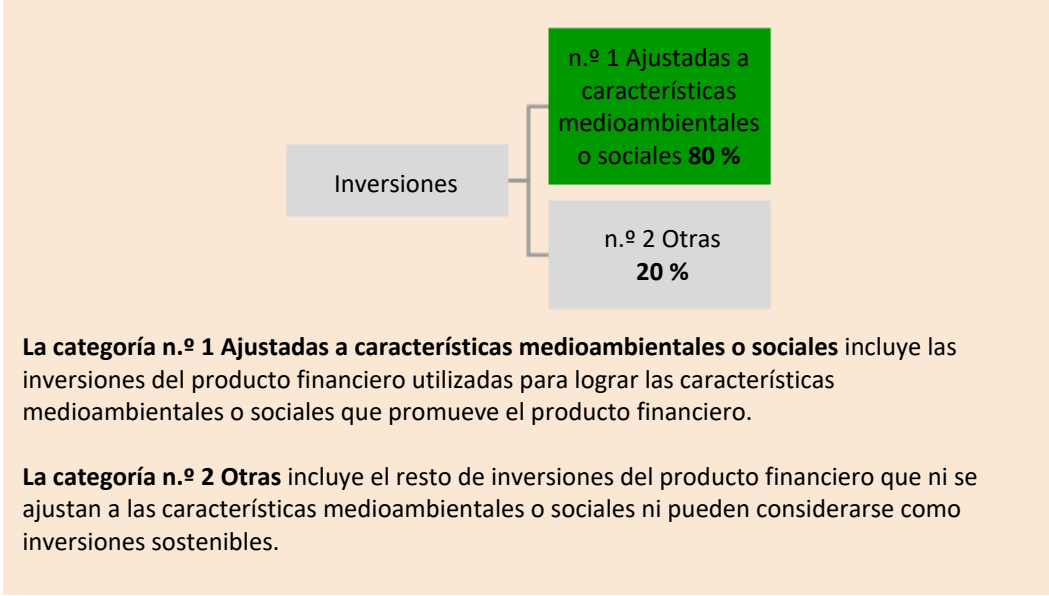 n.º 1 Ajustadas a
características
medioambientales
o sociales 80 %
Inversiones
n.º 2 Otras
20 %
La categoría n.º 1 Ajustadas a características medioambientales o sociales incluye las
inversiones del producto financiero utilizadas para lograr las características
medioambientales o sociales que promueve el producto financiero.
La categoría n.º 2 Otras incluye el resto de inversiones del producto financiero que ni se
ajustan a las características medioambientales o sociales ni pueden considerarse como
inversiones sostenibles.